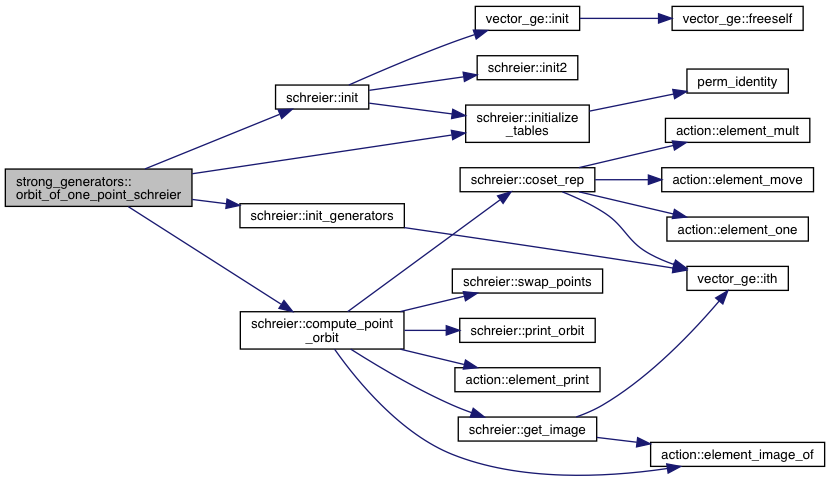 strong_generators::
orbit_of_one_point_schreier
schreier::init
vector_ge::init
vector_ge::freeself
schreier::init2
schreier::initialize
_tables
perm_identity
schreier::init_generators
schreier::compute_point
_orbit
schreier::coset_rep
action::element_mult
action::element_move
action::element_one
vector_ge::ith
schreier::swap_points
schreier::print_orbit
action::element_print
schreier::get_image
action::element_image_of